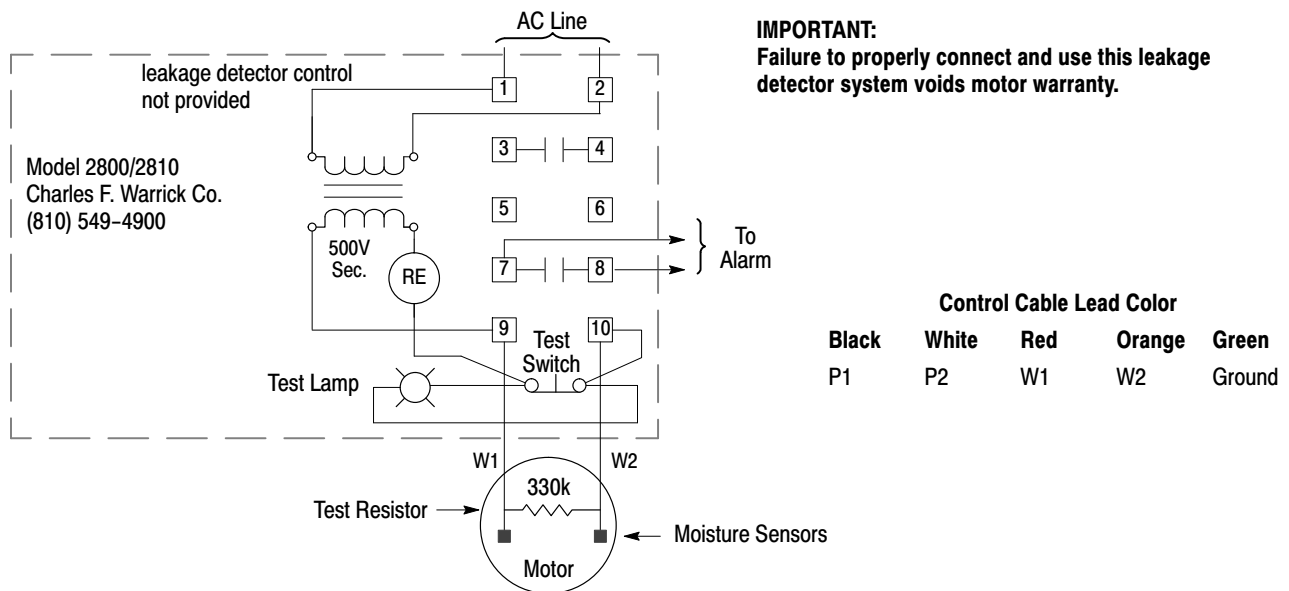 AC Line
IMPORTANT:
Failure to properly connect and use this leakage
detector system voids motor warranty.
leakage detector control
not provided
1
2
3
4
Model 2800/2810
Charles F. Warrick Co.
(810) 549-4900
5
6
500V
Sec.
RE
7
8
To
Alarm
9
10
Test
Switch
Test Lamp
Control Cable Lead Color
Black White Red Orange Green
P1 P2 W1 W2 Ground
W1
W2
330k
Test Resistor
Moisture Sensors
Motor